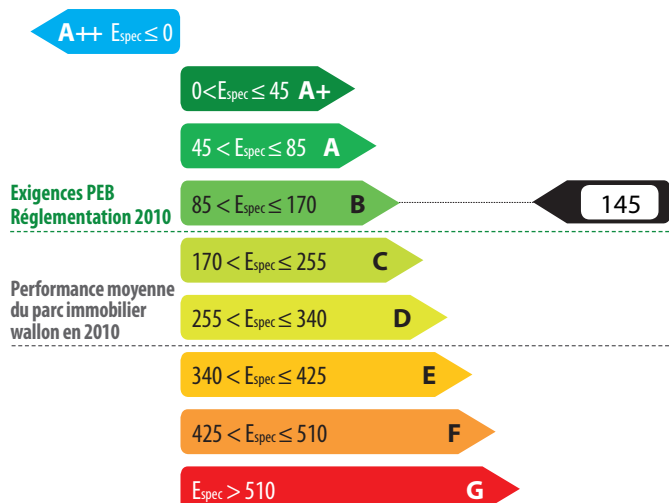 A++ Espec ≤ 0
0<Espec ≤ 45 A+
45 < Espec ≤ 85 A
Exigences PEB
Réglementation 2010
85 < Espec ≤ 170 B
145
170 < Espec ≤ 255 C
Performance moyenne
du parc immobilier
wallon en 2010
255 < Espec ≤ 340 D
340 < Espec ≤ 425 E
425 < Espec ≤ 510 F
Espec > 510 G